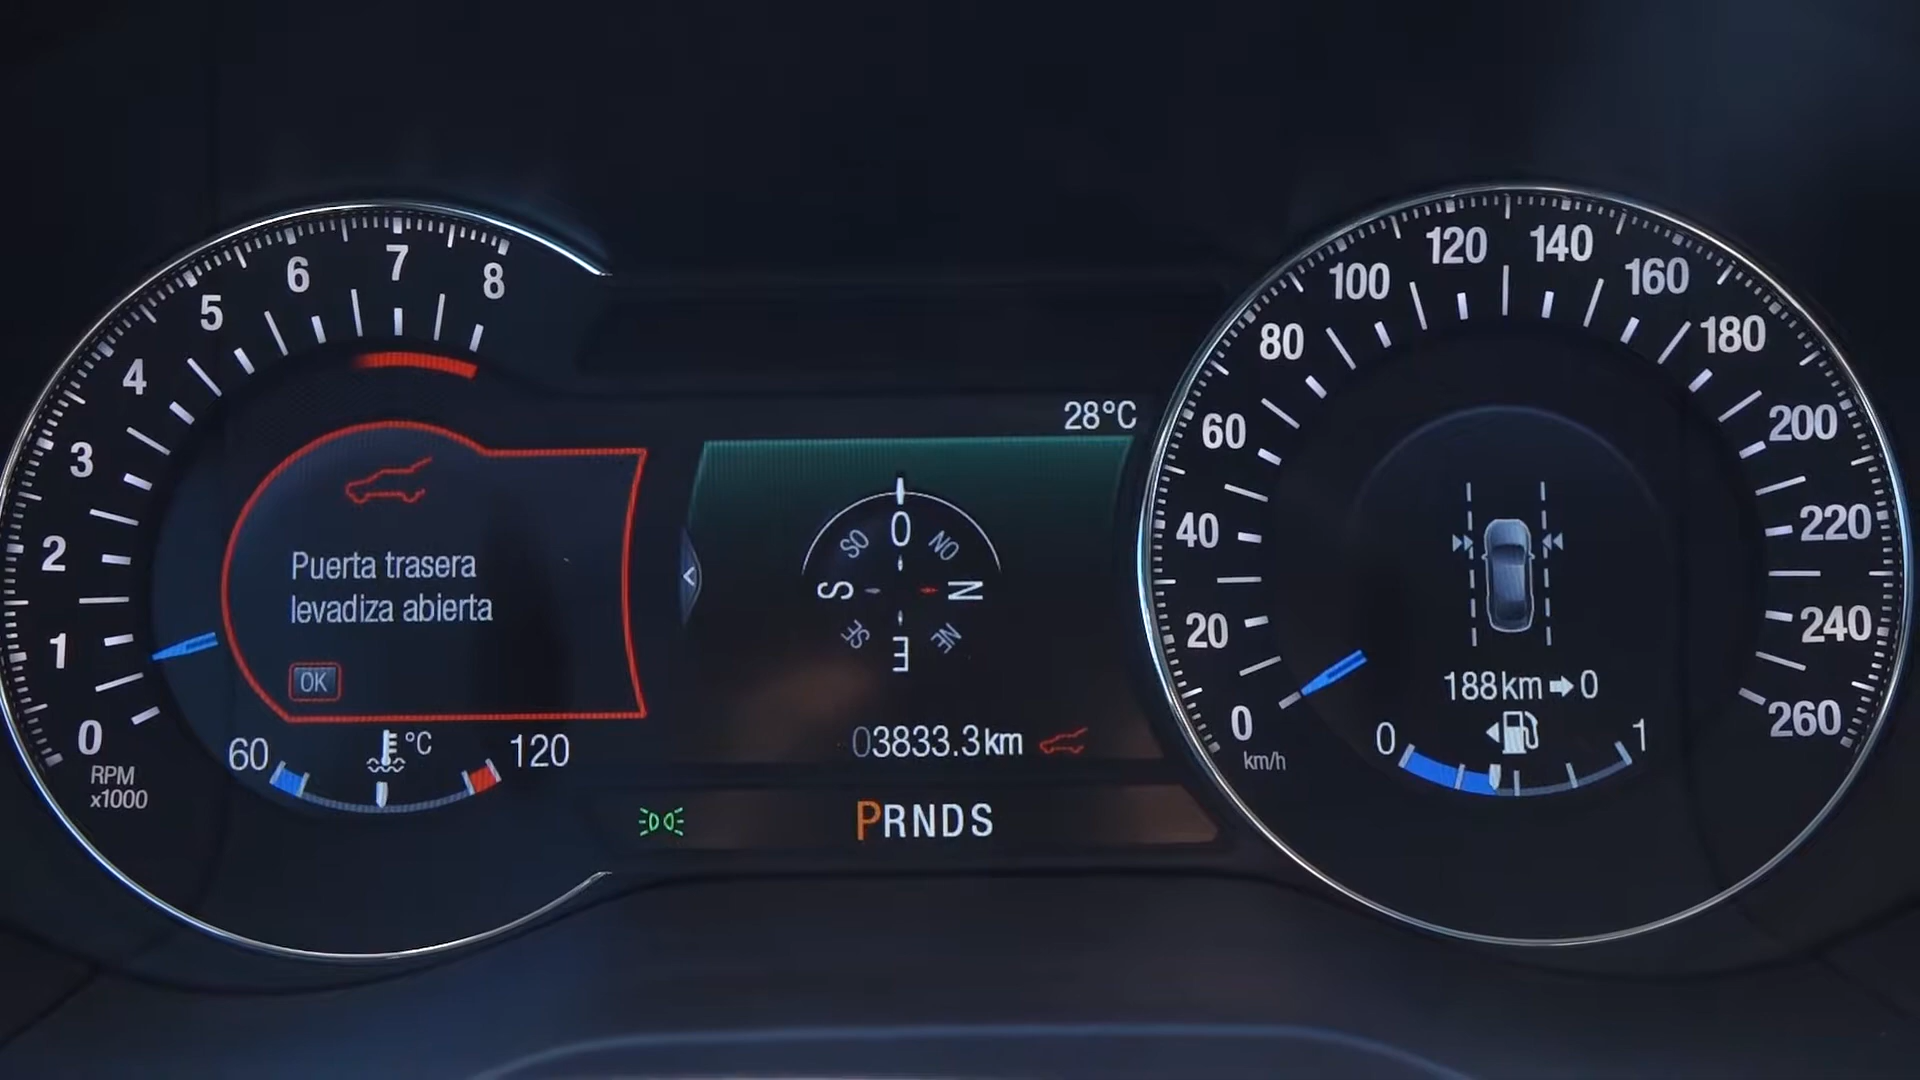 0
1
2
3
4
5
6
7
8
RPM
x1000
Puerta trasera
levadiza abierta
OK
60
°C
120
28°C
O
SO
NO
S
N
SE
NE
E
03833.3 km
PRNDS
0
20
40
60
80
100
120
140
160
180
200
220
240
260
km/h
188km➡0
0
1